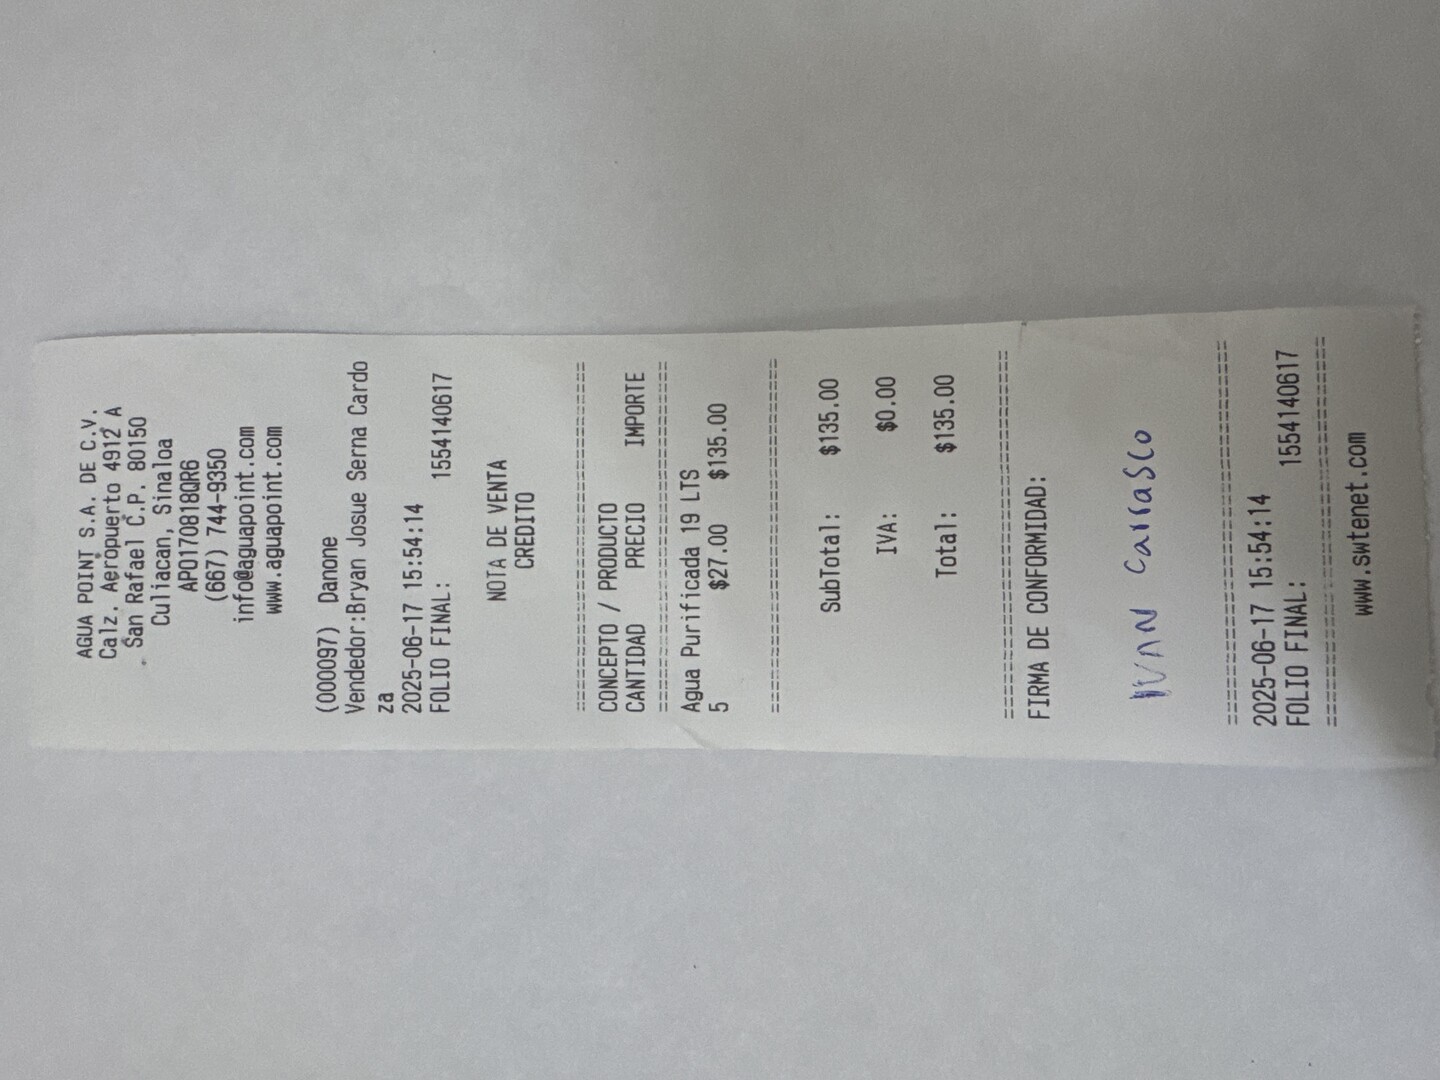 AGUA POINT S.A. DE C.V.
Calz. Aeropuerto 4912 A
San Rafael C.P. 80150
Culiacan, Sinaloa
APO170818QR6
(667) 744-9350
info@aguapoint.com
www.aguapoint.com
(000097) Danone
Vendedor:Bryan Josue Serna Cardo
za
2025-06-17 15:54:14
FOLIO FINAL: 1554140617
NOTA DE VENTA
CREDITO
===================================
CONCEPTO / PRODUCTO
CANTIDAD PRECIO IMPORTE
===================================
Agua Purificada 19 LTS
5 $27.00 $135.00
===================================
SubTotal: $135.00
IVA: $0.00
Total: $135.00
===================================
FIRMA DE CONFORMIDAD:
IVAN Carrasco
===================================
2025-06-17 15:54:14
FOLIO FINAL: 1554140617
===================================
www.swtenet.com